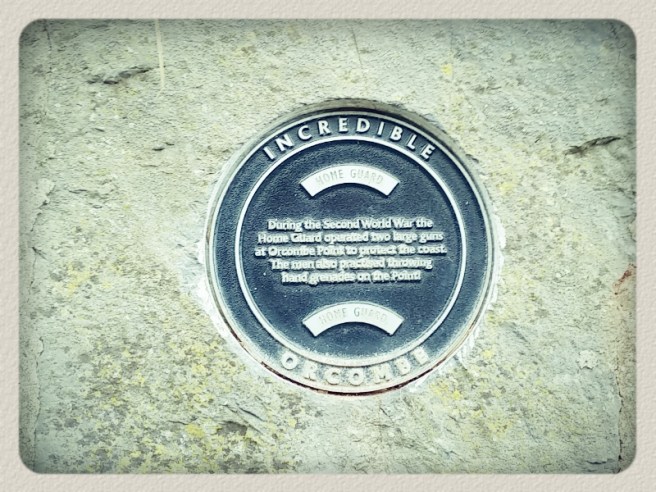 INCREDIBLE
HOME GUARD
During the Second World War the
Home Guard operated two large guns
at Orcombe Point to protect the coast.
The men also practised throwing
hand grenades on the Point!
HOME GUARD
ORCOMBE